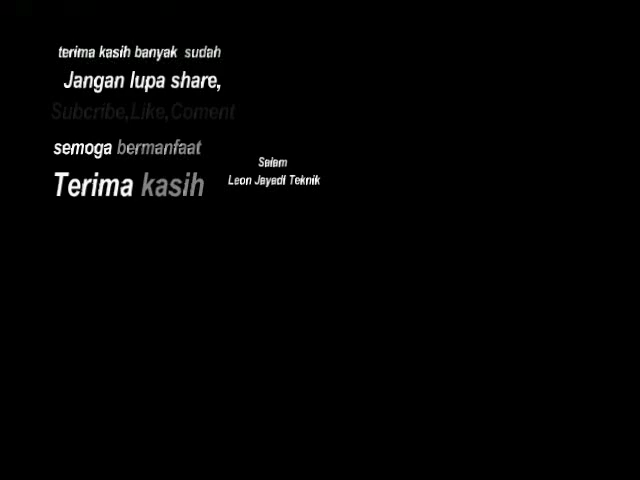 terima kasih banyak sudah
Jangan lupa share,
Subcribe,Like,Coment
semoga bermanfaat
Terima kasih
Salam
Leon Jayadi Teknik